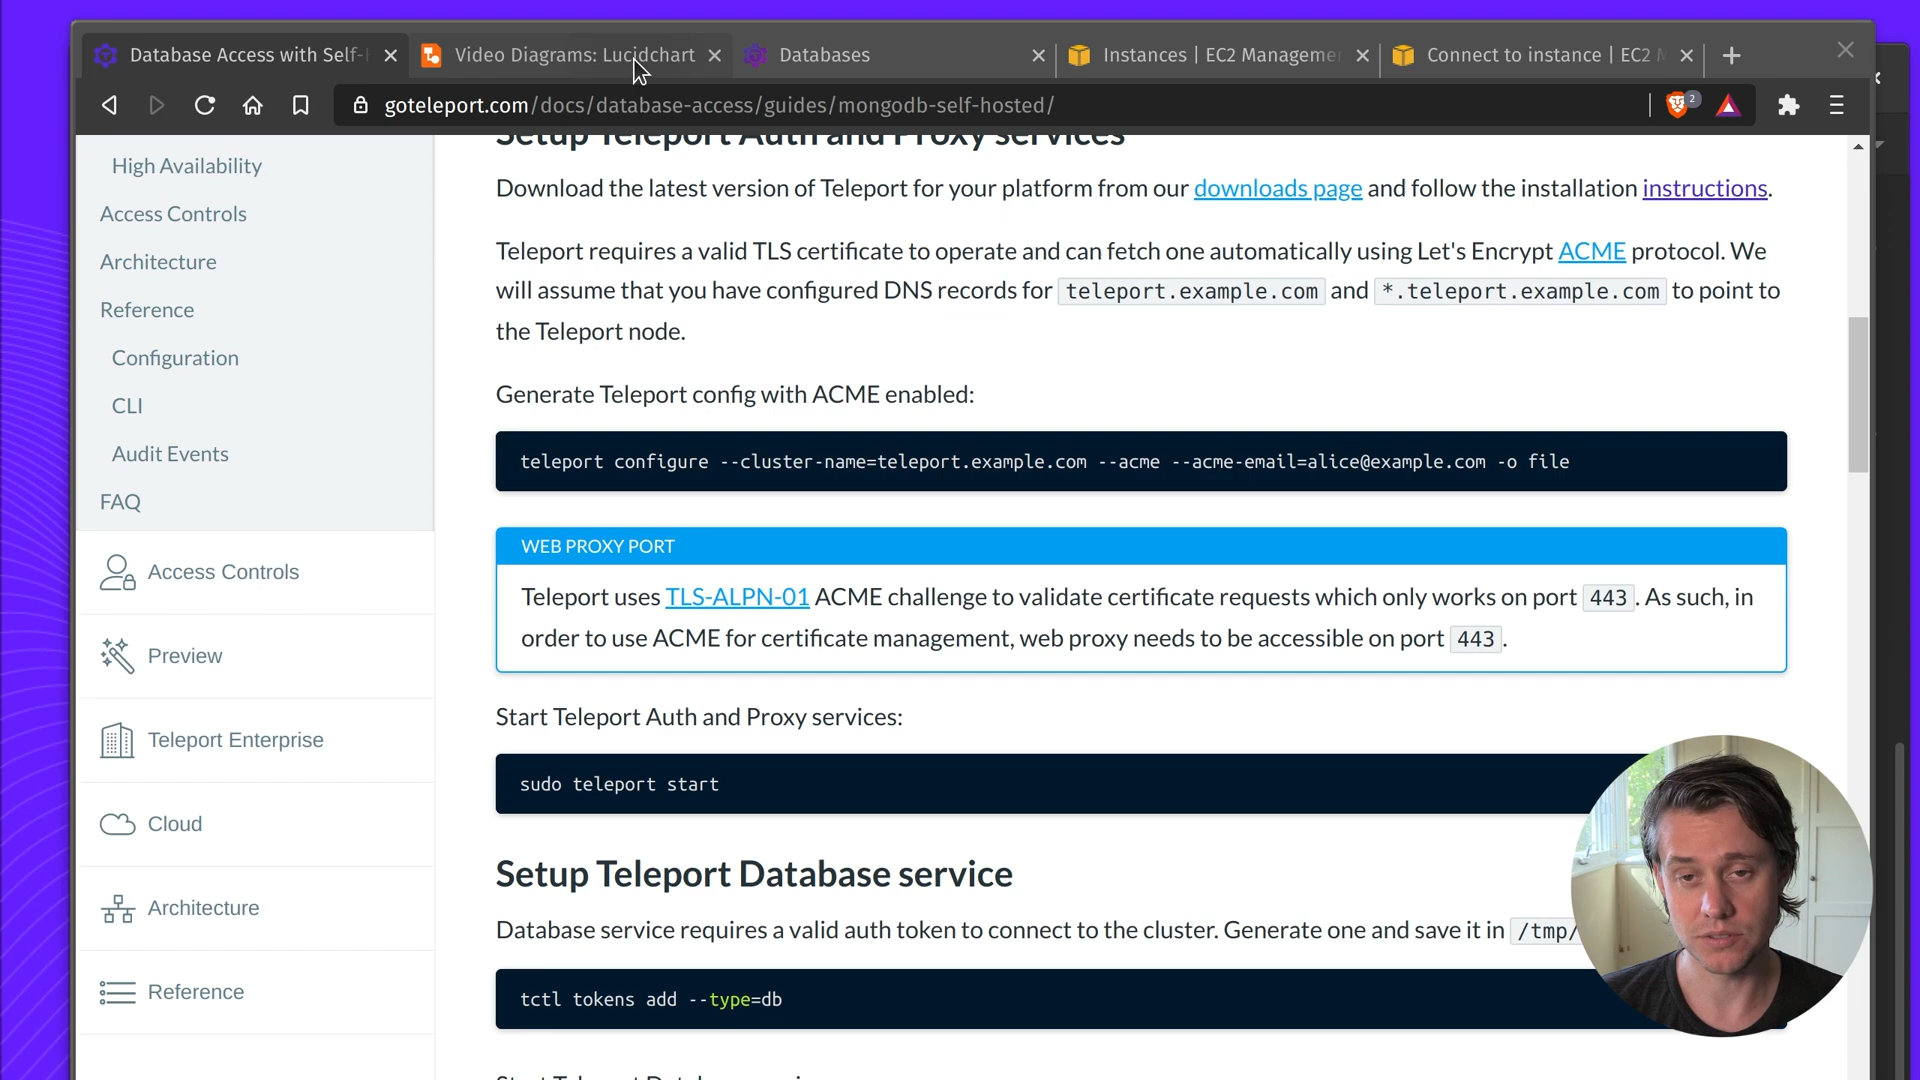 Database Access with Self-H
Video Diagrams: Lucidchart
Databases
Instances | EC2 Manageme
Connect to instance | EC2 M
goteleport.com/docs/database-access/guides/mongodb-self-hosted/
2
High Availability
Access Controls
Architecture
Reference
Configuration
CLI
Audit Events
FAQ
Access Controls
Preview
Teleport Enterprise
Cloud
Architecture
Reference
Setup Teleport Auth and Proxy services
Download the latest version of Teleport for your platform from our downloads page and follow the installation instructions.
Teleport requires a valid TLS certificate to operate and can fetch one automatically using Let's Encrypt ACME protocol. We
will assume that you have configured DNS records for teleport.example.com and *.teleport.example.com to point to
the Teleport node.
Generate Teleport config with ACME enabled:
teleport configure --cluster-name=teleport.example.com --acme --acme-email=alice@example.com -o file
WEB PROXY PORT
Teleport uses TLS-ALPN-01 ACME challenge to validate certificate requests which only works on port 443. As such, in
order to use ACME for certificate management, web proxy needs to be accessible on port 443.
Start Teleport Auth and Proxy services:
sudo teleport start
Setup Teleport Database service
Database service requires a valid auth token to connect to the cluster. Generate one and save it in /tmp/
tctl tokens add --type=db